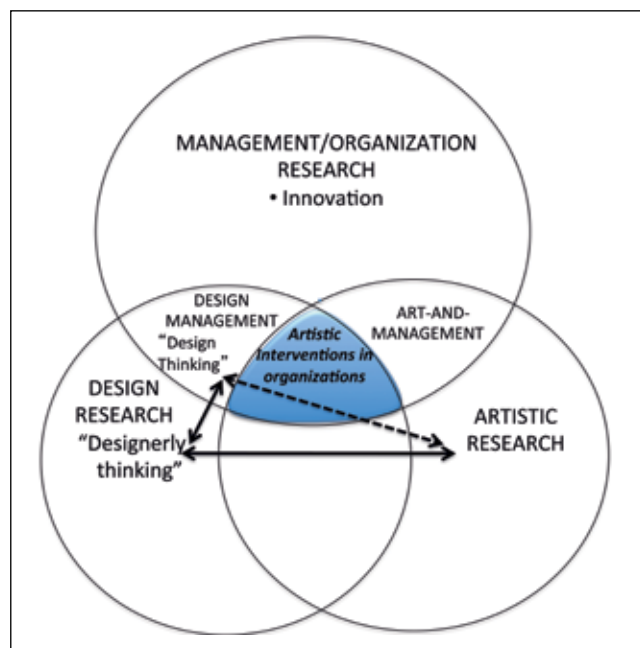 MANAGEMENT/ORGANIZATION
RESEARCH
• Innovation
DESIGN
MANAGEMENT
"Design
Thinking"
Artistic
Interventions in
organizations
ART-AND-
MANAGEMENT
DESIGN
RESEARCH
"Designerly
thinking"
ARTISTIC
RESEARCH